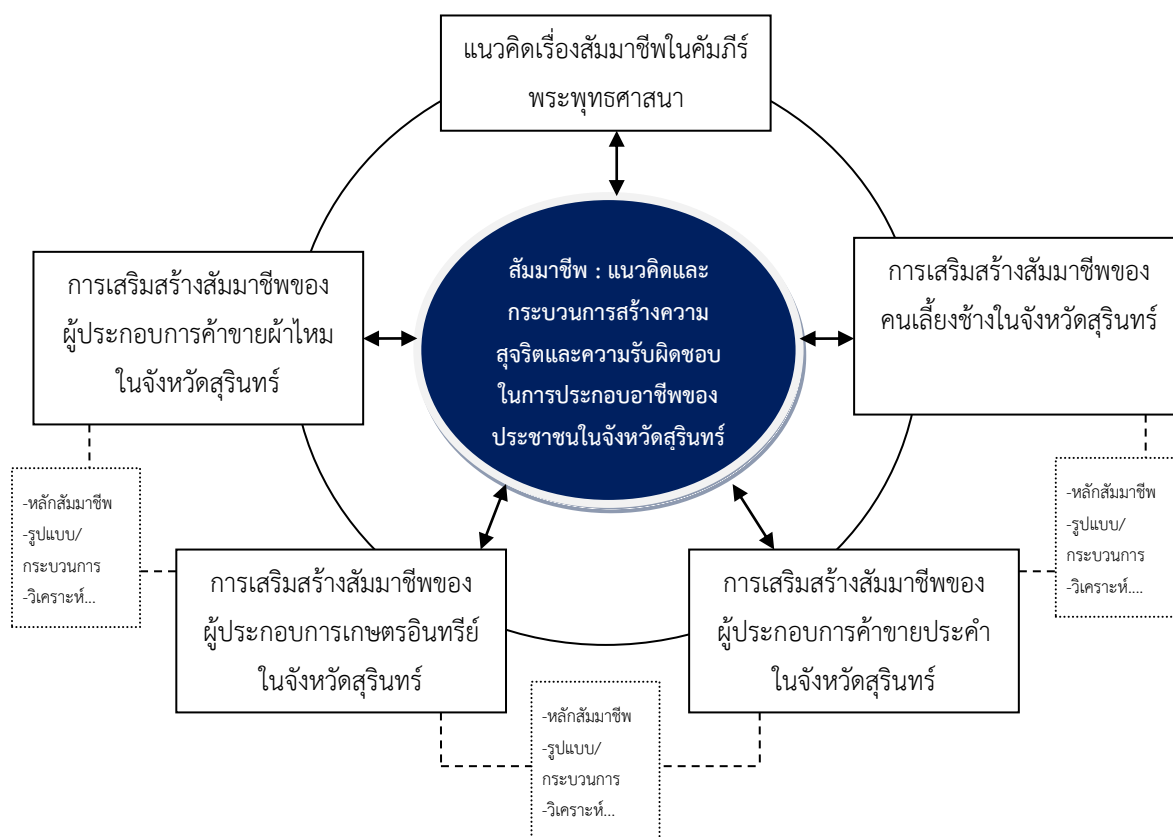 แนวคิดเรื่องสัมมาชีพในคัมภีร์
พระพุทธศาสนา
สัมมาชีพ : แนวคิดและ
กระบวนการสร้างความ
สุจริตและความรับผิดชอบ
ในการประกอบอาชีพของ
ประชาชนในจังหวัดสุรินทร์
การเสริมสร้างสัมมาชีพของ
ผู้ประกอบการค้าขายผ้าไหม
ในจังหวัดสุรินทร์
การเสริมสร้างสัมมาชีพของ
คนเลี้ยงช้างในจังหวัดสุรินทร์
-หลักสัมมาชีพ
-รูปแบบ/
กระบวนการ
-วิเคราะห์...
-หลักสัมมาชีพ
-รูปแบบ/
กระบวนการ
-วิเคราะห์....
การเสริมสร้างสัมมาชีพของ
ผู้ประกอบการเกษตรอินทรีย์
ในจังหวัดสุรินทร์
การเสริมสร้างสัมมาชีพของ
ผู้ประกอบการค้าขายประคำ
ในจังหวัดสุรินทร์
-หลักสัมมาชีพ
-รูปแบบ/
กระบวนการ
-วิเคราะห์...